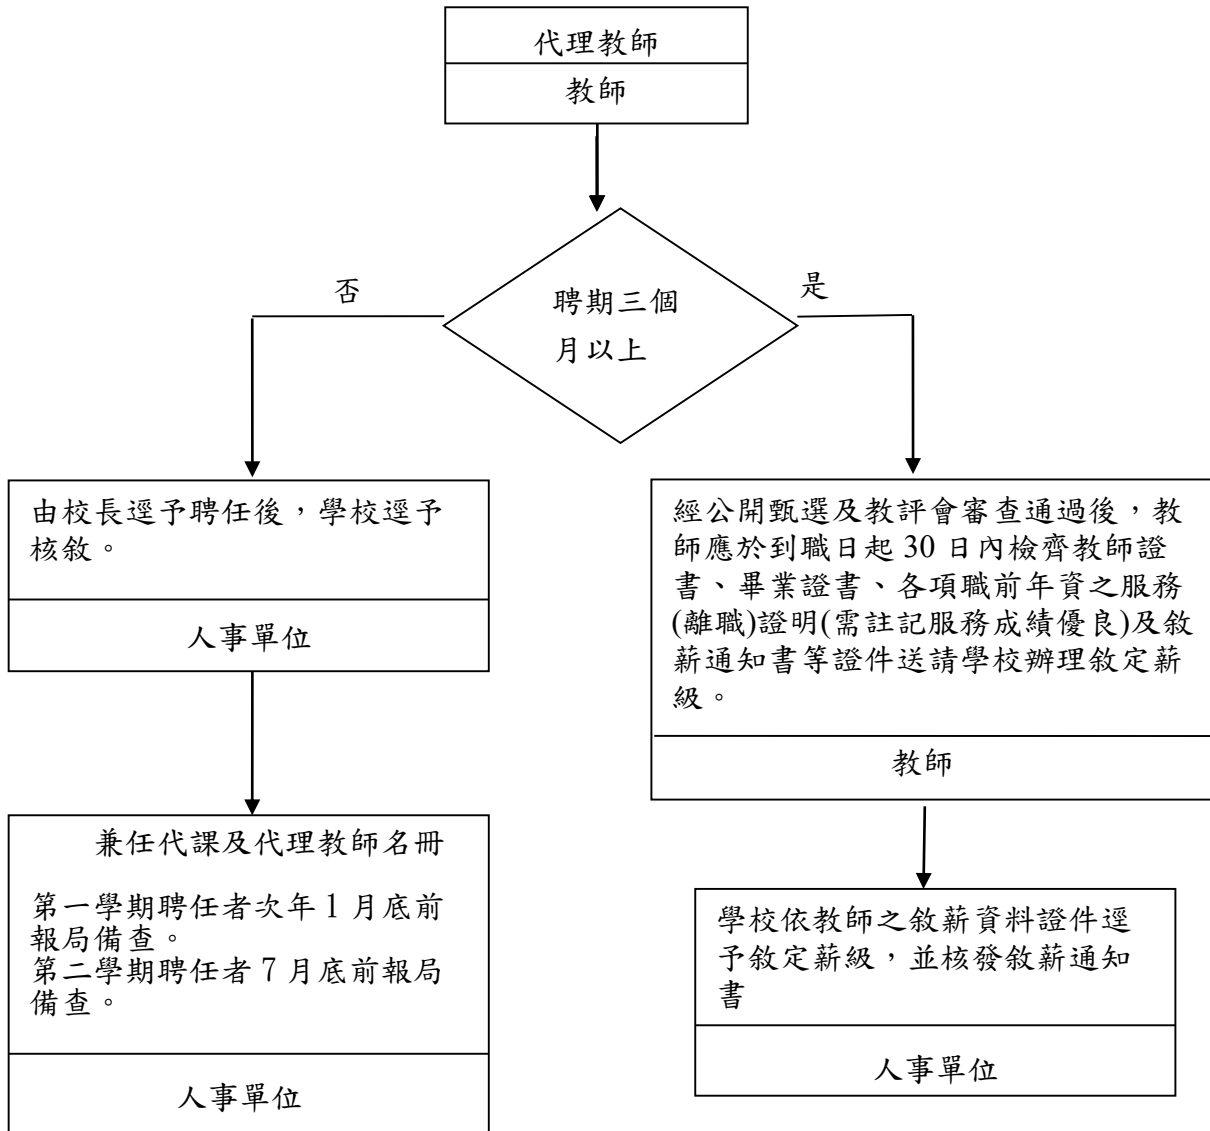 代理教師
教師
否
是
聘期三個
月以上
由校長逕予聘任後，學校逕予
核敘。
人事單位
經公開甄選及教評會審查通過後，教
師應於到職日起 30 日內檢齊教師證
書、畢業證書、各項職前年資之服務
(離職)證明(需註記服務成績優良)及敘
薪通知書等證件送請學校辦理敘定薪
級。
教師
兼任代課及代理教師名冊
第一學期聘任者次年 1 月底前
報局備查。
第二學期聘任者 7 月底前報局
備查。
人事單位
學校依教師之敘薪資料證件逕
予敘定薪級，並核發敘薪通知
書
人事單位